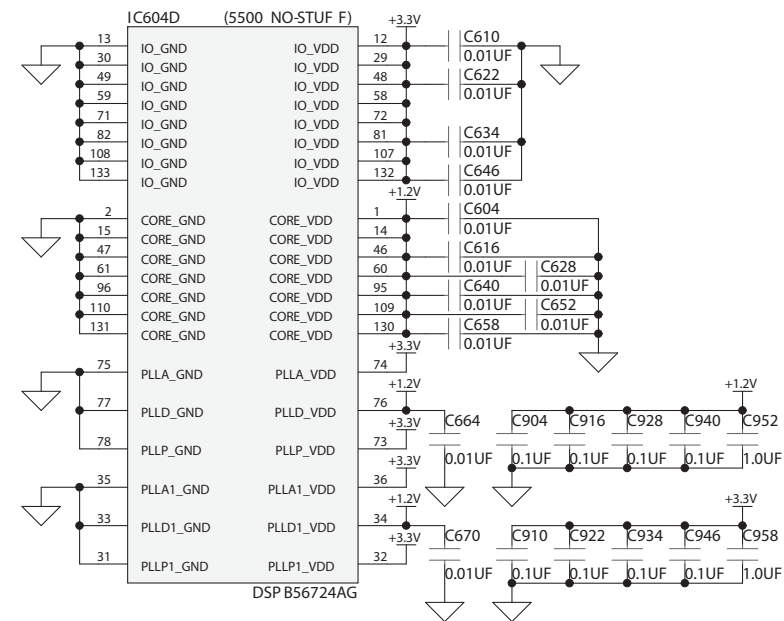 IC604D (5500 NO-STUF F)
+3.3V
13 IO_GND IO_VDD 12 C610
0.01UF
30 IO_GND IO_VDD 29
C622
49 IO_GND IO_VDD 48
0.01UF
59 IO_GND IO_VDD 58
71 IO_GND IO_VDD 72
C634
82 IO_GND IO_VDD 81
0.01UF
108 IO_GND IO_VDD 107
C646
133 IO_GND IO_VDD 132
0.01UF
+1.2V
2 CORE_GND CORE_VDD 1 C604
0.01UF
15 CORE_GND CORE_VDD 14
C616
47 CORE_GND CORE_VDD 46
0.01UF C628
61 CORE_GND CORE_VDD 60
0.01UF
C640
96 CORE_GND CORE_VDD 95
0.01UF C652
110 CORE_GND CORE_VDD 109
0.01UF
C658
131 CORE_GND CORE_VDD 130
0.01UF
+3.3V
75 PLLA_GND PLLA_VDD 74
+1.2V +1.2V
77 PLLD_GND PLLD_VDD 76
+3.3V C664 C904 C916 C928 C940 C952
78 PLLP_GND PLLP_VDD 73
0.01UF 0.1UF 0.1UF 0.1UF 0.1UF 1.0UF
+3.3V
35 PLLA1_GND PLLA1_VDD 36
+1.2V +3.3V
33 PLLD1_GND PLLD1_VDD 34
+3.3V C670 C910 C922 C934 C946 C958
31 PLLP1_GND PLLP1_VDD 32
0.01UF 0.1UF 0.1UF 0.1UF 0.1UF 1.0UF
DSP B56724AG